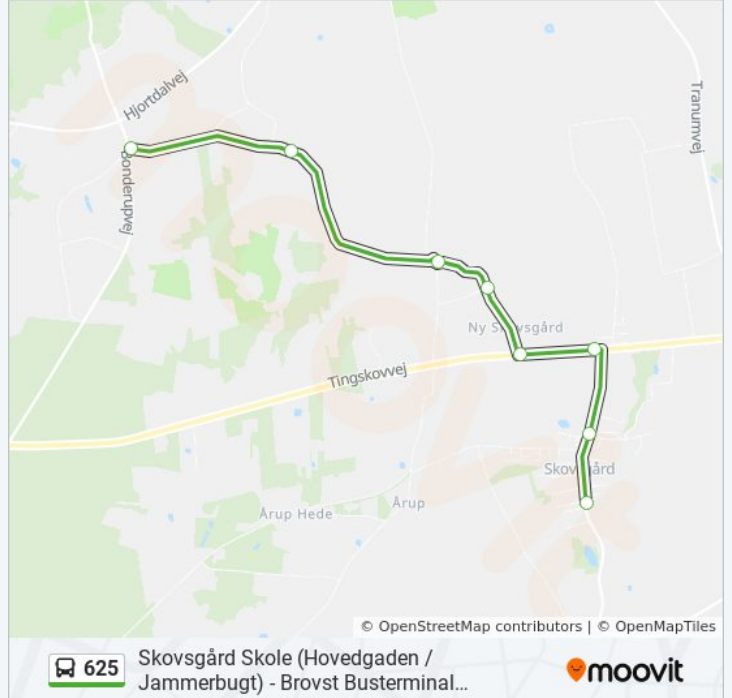 Hjortdalvej
Tranumvej
Bonderupvej
Ny Skovsgård
Tingskovvej
Skovsgård
Årup
Årup Hede
© OpenStreetMap contributors | © OpenMapTiles
625
Skovsgård Skole (Hovedgaden /
Jammerbugt) - Brovst Busterminal...
moovit